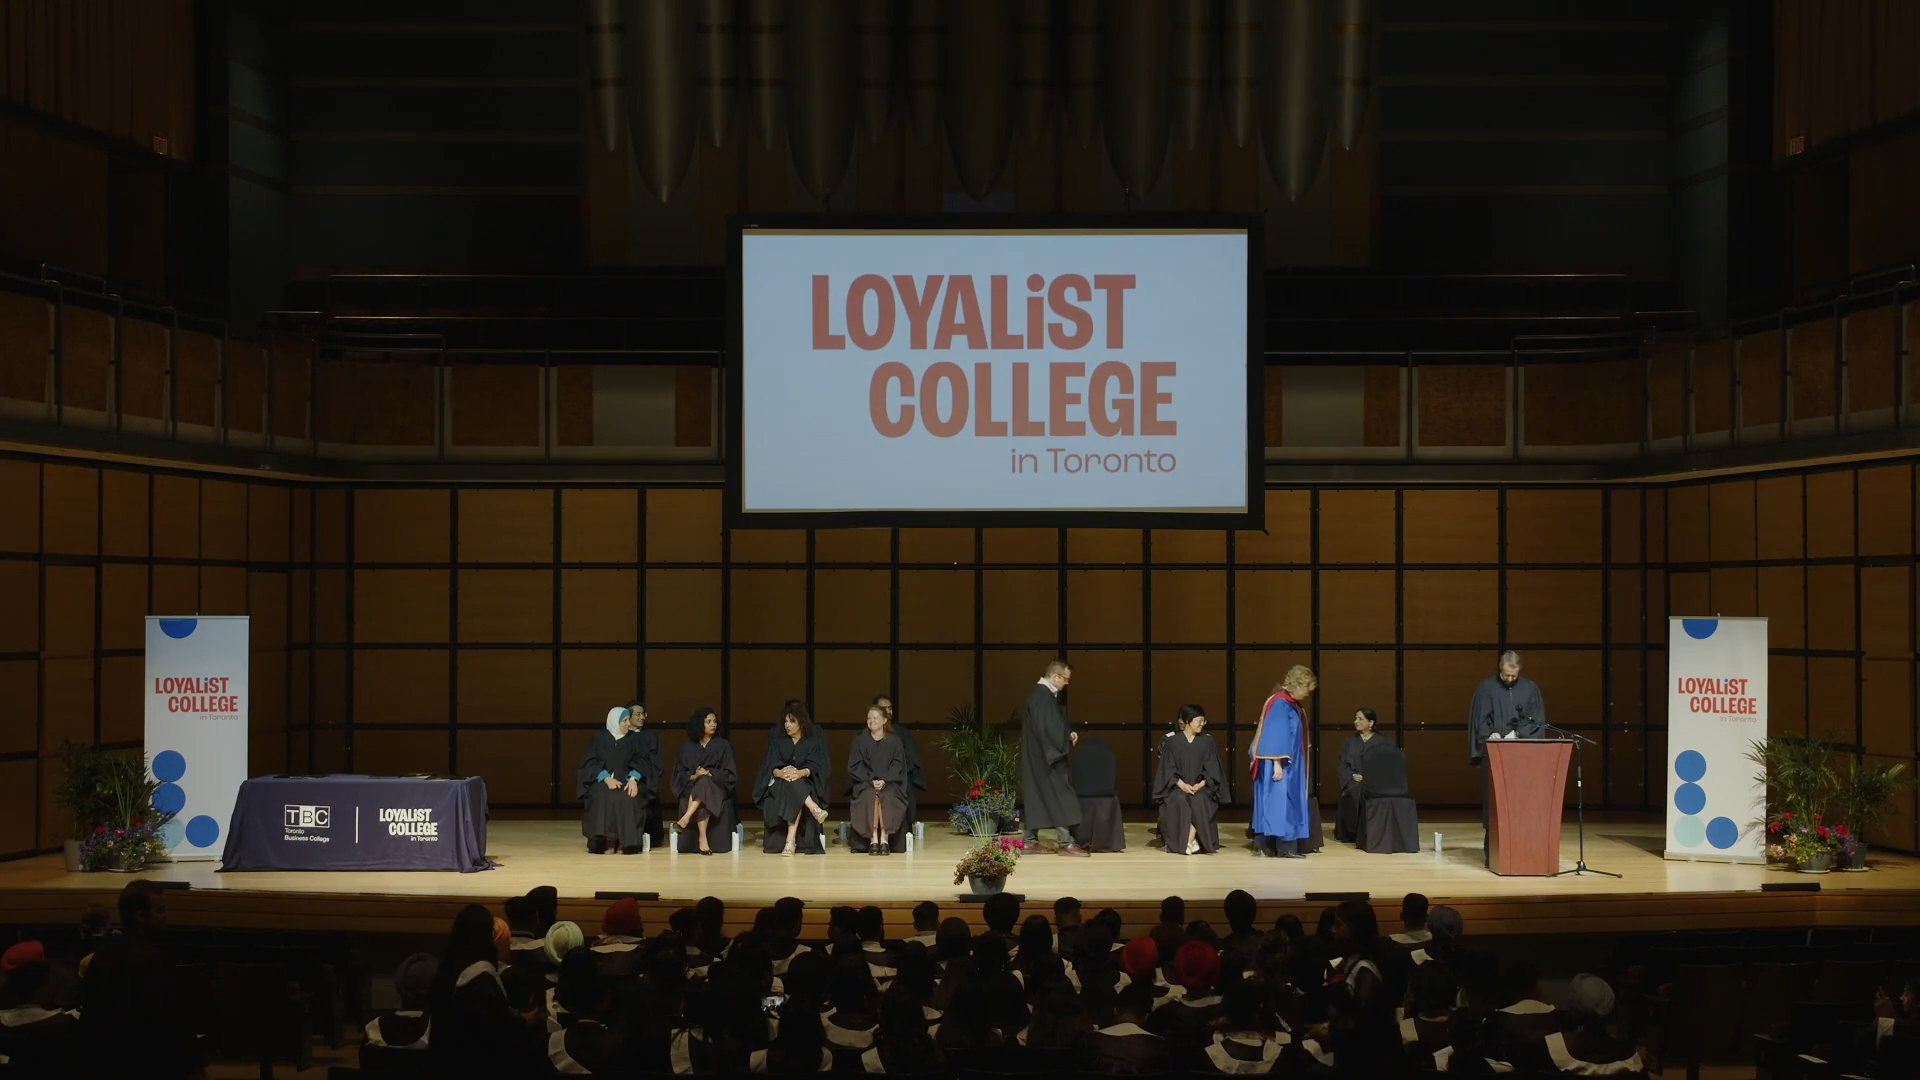 LOYALiST
COLLEGE
in Toronto
LOYALiST
COLLEGE
in Toronto
TBC
Toronto
Business College
LOYALiST
COLLEGE
in Toronto
LOYALiST
COLLEGE
in Toronto